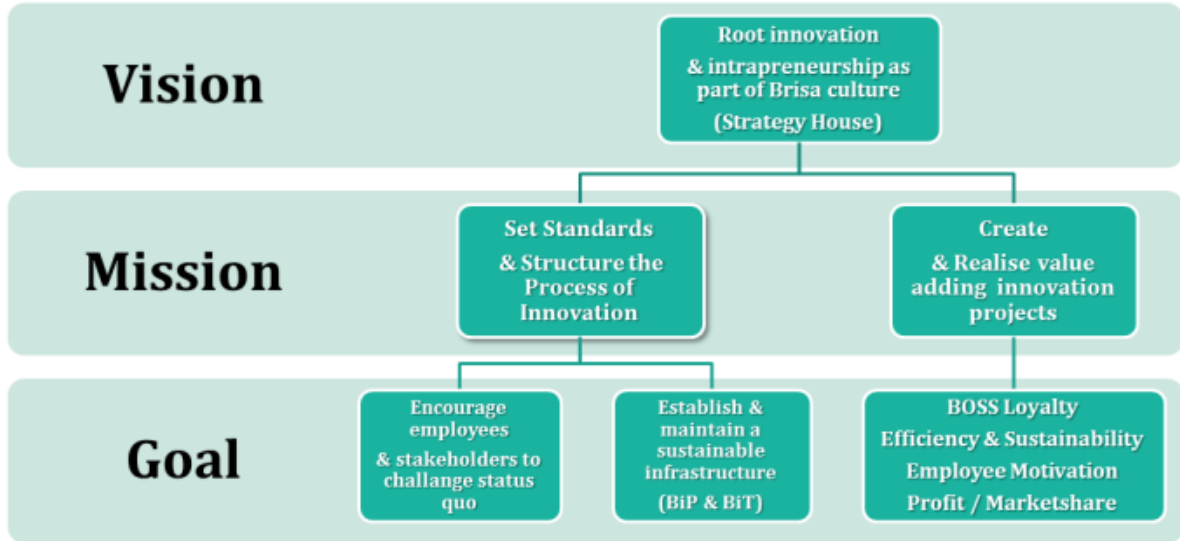 Vision
Root innovation
& intrapreneurship as
part of Brisa culture
(Strategy House)
Mission
Set Standards
& Structure the
Process of
Innovation
Create
& Realise value
adding innovation
projects
Goal
Encourage
employees
& stakeholders to
challange status
quo
Establish &
maintain a
sustainable
infrastructure
(BiP & BiT)
BOSS Loyalty
Efficiency & Sustainability
Employee Motivation
Profit / Marketshare